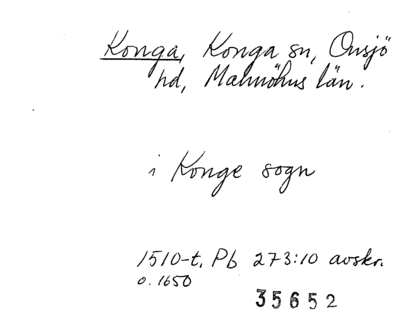 Konga, Konga sn, Onsjö
hd, Malmöhus län.
i Konge sogn
1510-t. Pb 273:10 avskr.
o. 1650
35652